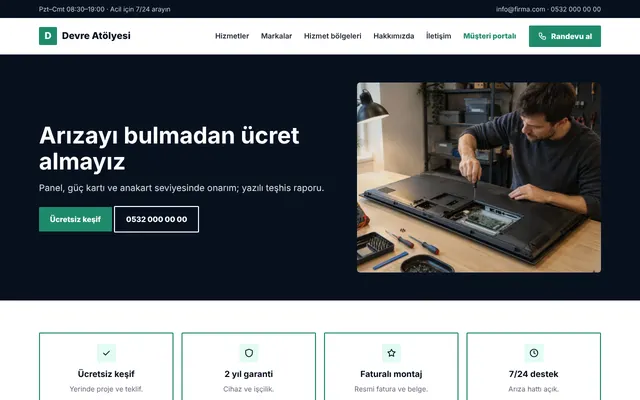 Pzt–Cmt 08:30–19:00 · Acil için 7/24 arayın
info@firma.com · 0532 000 00 00
D Devre Atölyesi
Hizmetler Markalar Hizmet bölgeleri Hakkımızda İletişim Müşteri portalı Randevu al
Arızayı bulmadan ücret
almayız
Panel, güç kartı ve anakart seviyesinde onarım; yazılı teşhis raporu.
Ücretsiz keşif 0532 000 00 00
Ücretsiz keşif
Yerinde proje ve teklif.
2 yıl garanti
Cihaz ve işçilik.
Faturalı montaj
Resmi fatura ve belge.
7/24 destek
Arıza hattı açık.